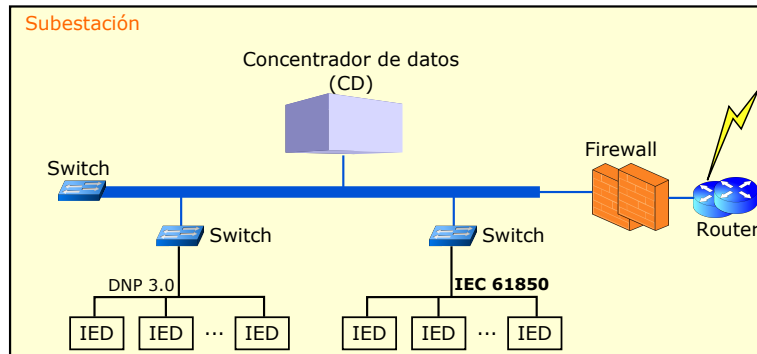 Subestación
Concentrador de datos
(CD)
Switch
Firewall
Router
Switch
Switch
DNP 3.0
IEC 61850
IED IED ... IED
IED IED ... IED